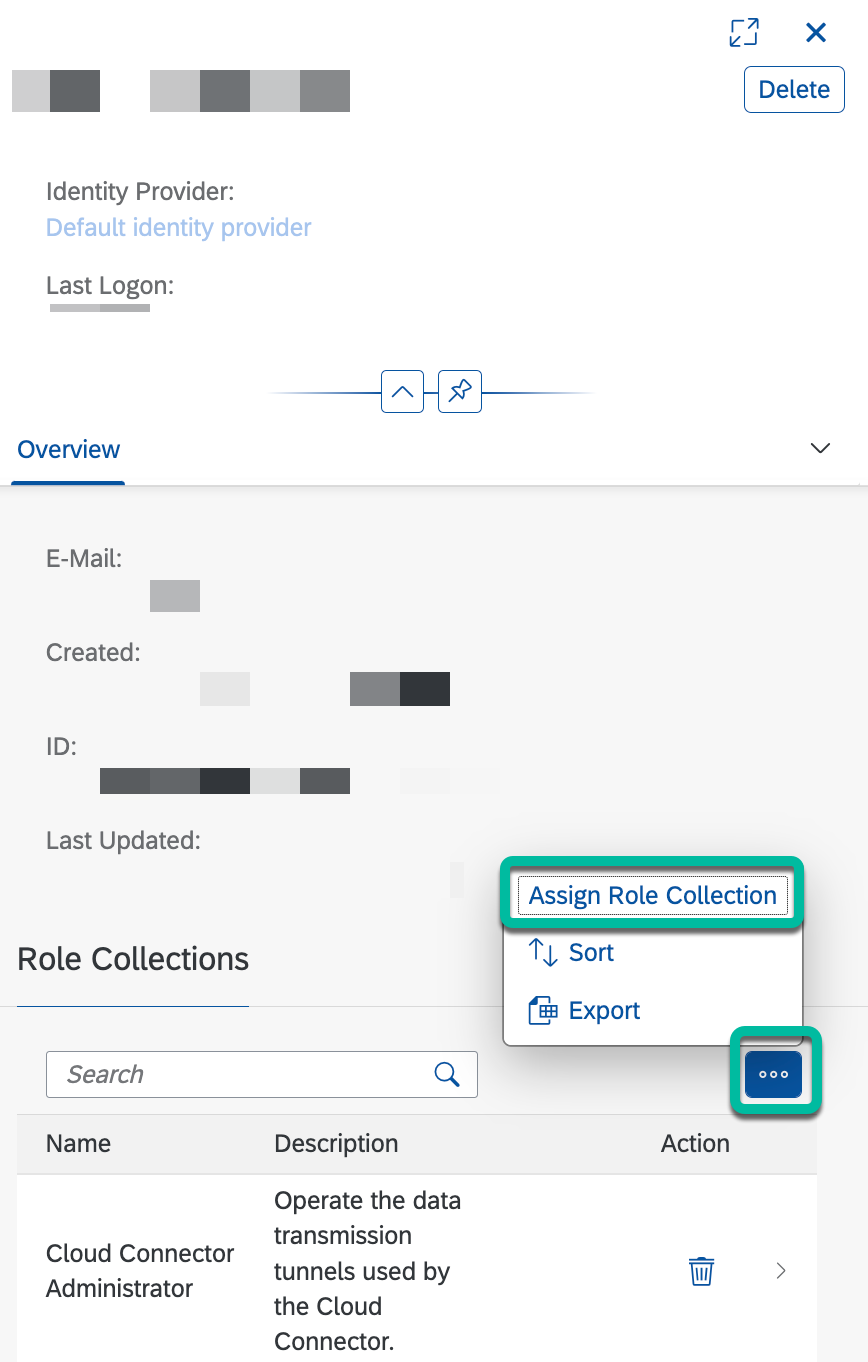 Delete
Identity Provider:
Default identity provider
Last Logon:
Overview
E-Mail:
Created:
ID:
Last Updated:
Assign Role Collection
Sort
Export
Role Collections
Search
Name Description Action
Cloud Connector
Administrator
Operate the data
transmission
tunnels used by
the Cloud
Connector.